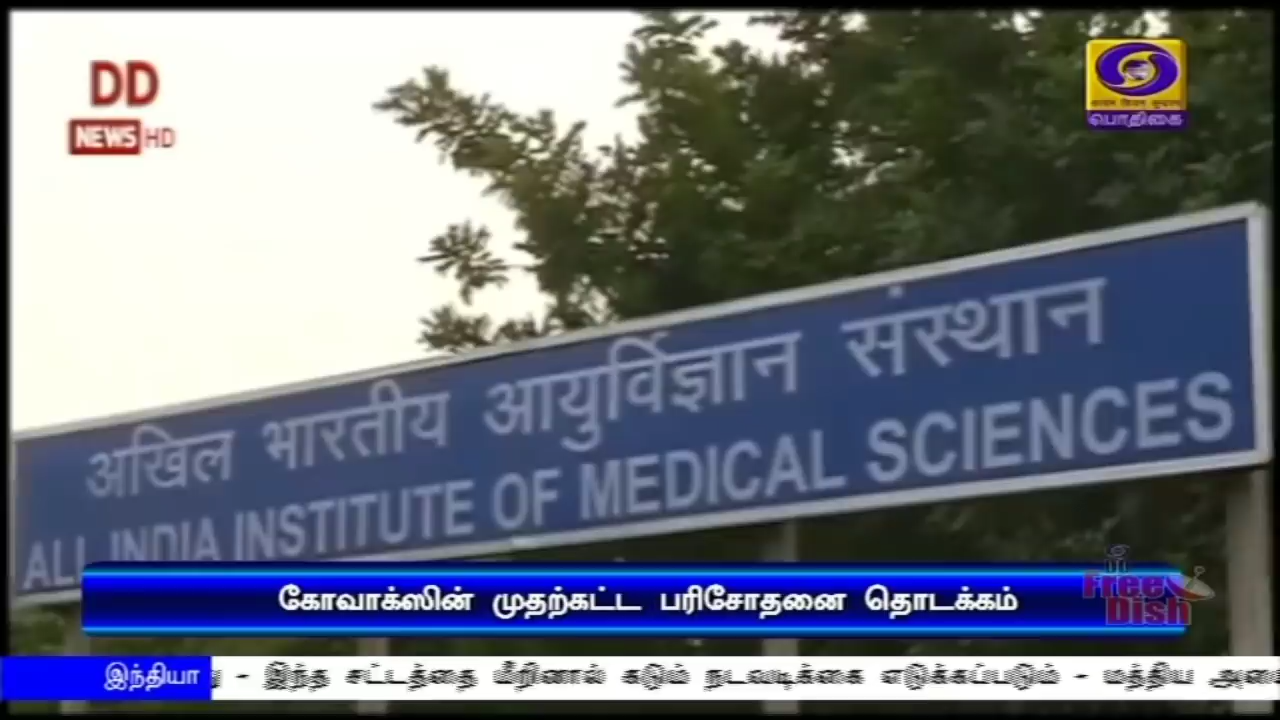 DD
NEWS HD
பொதிகை
अखिल भारतीय आयुर्विज्ञान संस्थान
ALL INDIA INSTITUTE OF MEDICAL SCIENCES
கோவாக்ஸின் முதற்கட்ட பரிசோதனை தொடக்கம்
Free
Dish
இந்தியா - இந்த சட்டத்தை மீறினால் கடும் நடவடிக்கை எடுக்கப்படும் - மத்திய